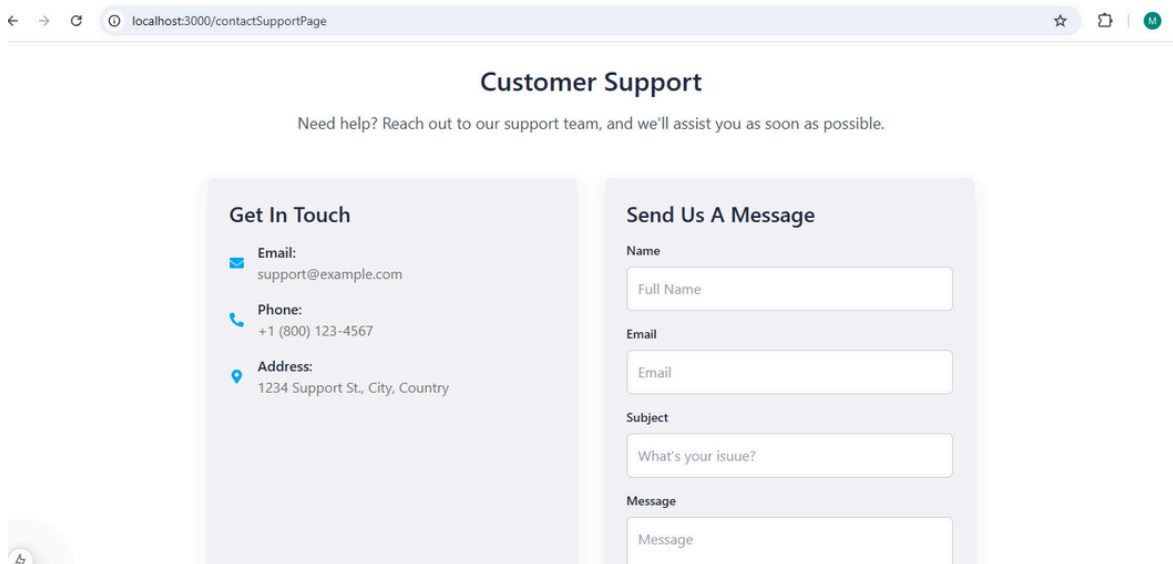 localhost:3000/contactSupportPage
M
Customer Support
Need help? Reach out to our support team, and we'll assist you as soon as possible.
Get In Touch
Email:
support@example.com
Phone:
+1 (800) 123-4567
Address:
1234 Support St., City, Country
Send Us A Message
Name
Full Name
Email
Email
Subject
What's your isuue?
Message
Message